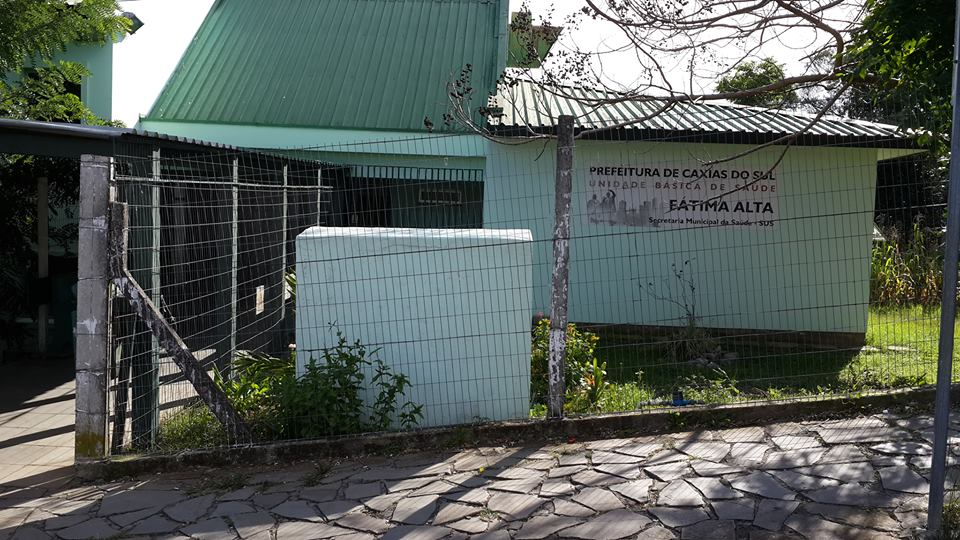 PREFEITURA DE CAXIAS DO SUL
UNIDADE BÁSICA DE SAÚDE
FÁTIMA ALTA
Secretaria Municipal da Saúde - SUS